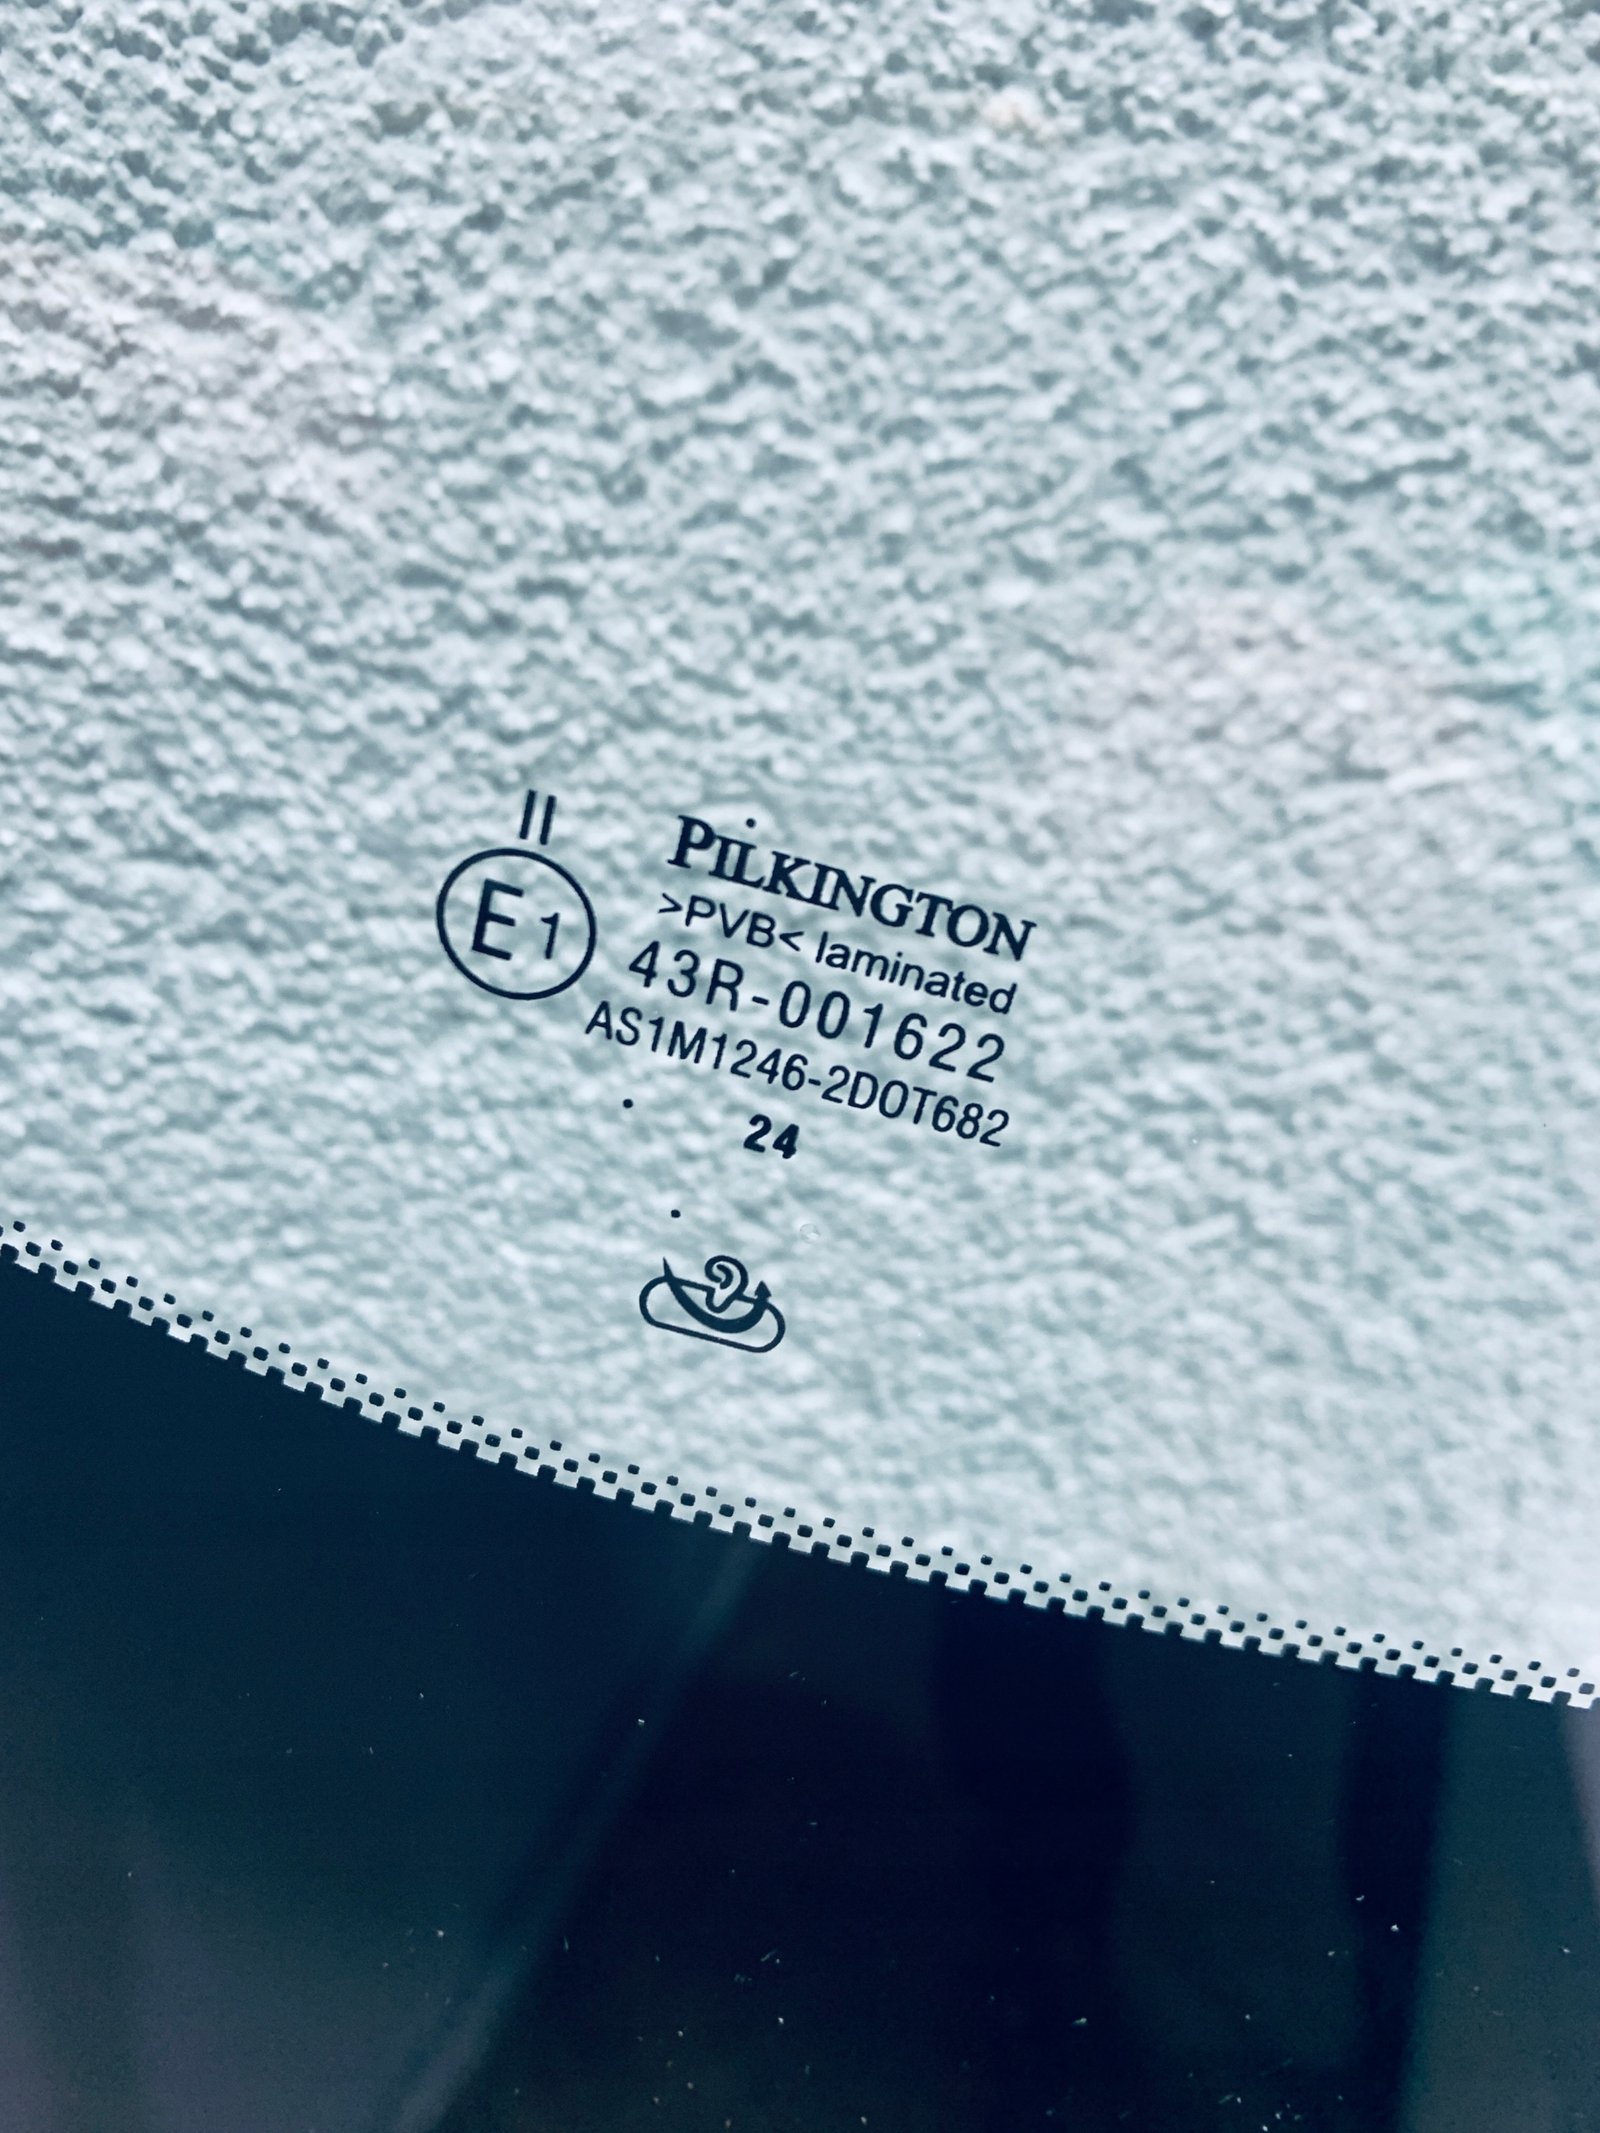 II
E1
PILKINGTON
>PVB< laminated
43R-001622
AS1M1246-2DOT682
24